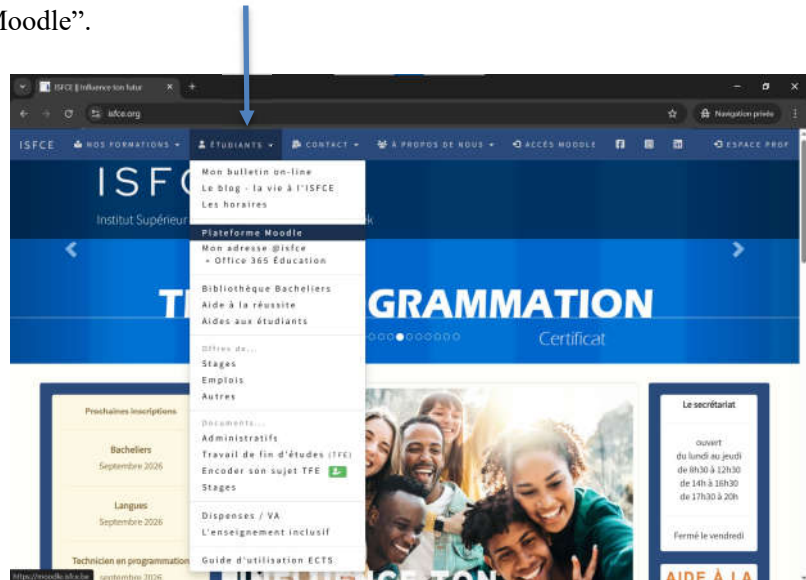 Moodle”.
ISFCE || Influence ton futur
isfce.org
Navigation privée
ISFCE NOS FORMATIONS ÉTUDIANTS CONTACT À PROPOS DE NOUS ACCÈS MOODLE ESPACE PROF
ISFC
Institut Supérieur
Mon bulletin on-line
Le blog - la vie à l'ISFCE
Les horaires
Plateforme Moodle
Mon adresse @isfce
+ Office 365 Éducation
Bibliothèque Bacheliers
Aide à la réussite
Aides aux étudiants
Offres de...
Stages
Emplois
Autres
Documents...
Administratifs
Travail de fin d'études (TFE)
Encoder son sujet TFE
Stages
Dispenses / VA
L'enseignement inclusif
Guide d'utilisation ECTS
GRAMMATION
Certificat
Prochaines inscriptions
Bacheliers
Septembre 2026
Langues
Septembre 2026
Technicien en programmation
septembre 2026
https://moodle.isfce.be
INFLUENCE TON
Le secrétariat
ouvert
du lundi au jeudi
de 9h30 à 12h30
de 14h à 16h30
de 17h30 à 20h
Fermé le vendredi
AIDE À LA